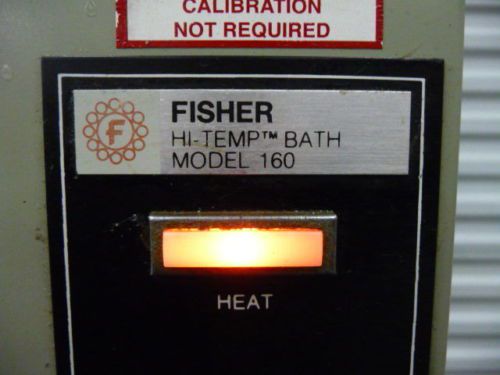 CALIBRATION
NOT REQUIRED
F
FISHER
HI-TEMP™ BATH
MODEL 160
HEAT